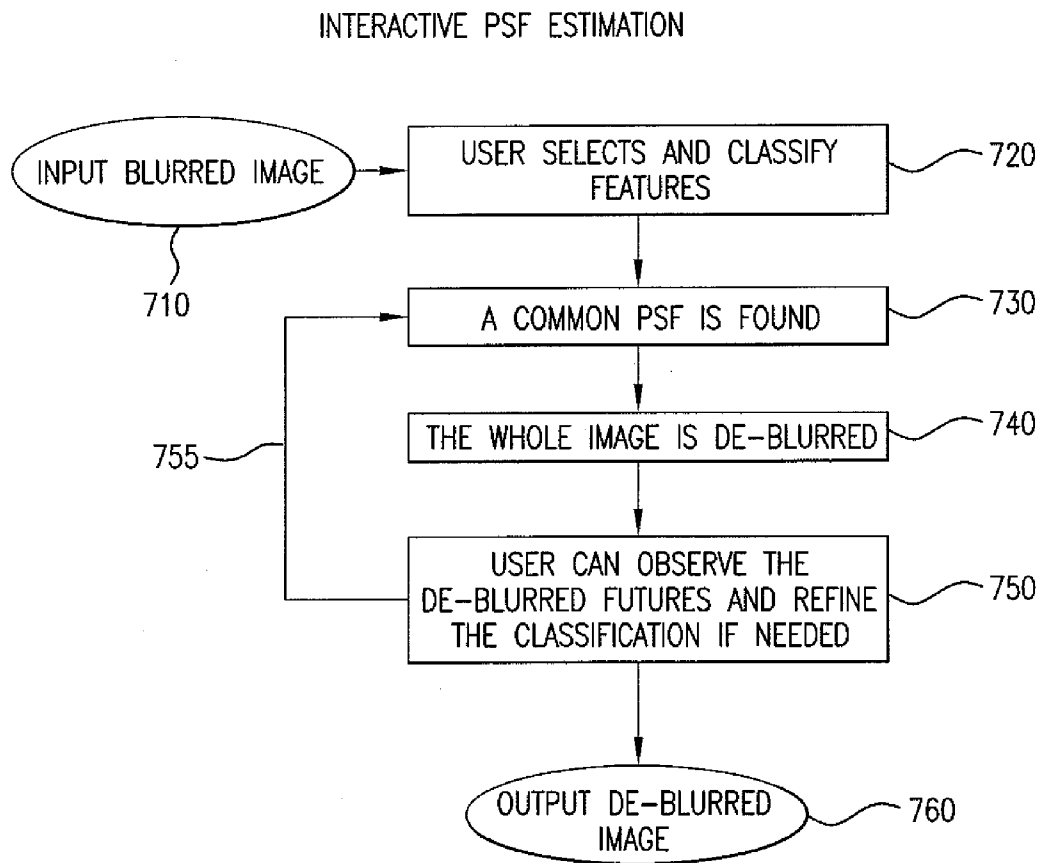 INTERACTIVE PSF ESTIMATION
INPUT BLURRED IMAGE
710
USER SELECTS AND CLASSIFY
FEATURES
720
A COMMON PSF IS FOUND
730
THE WHOLE IMAGE IS DE-BLURRED
740
755
USER CAN OBSERVE THE
DE-BLURRED FUTURES AND REFINE
THE CLASSIFICATION IF NEEDED
750
OUTPUT DE-BLURRED
IMAGE
760